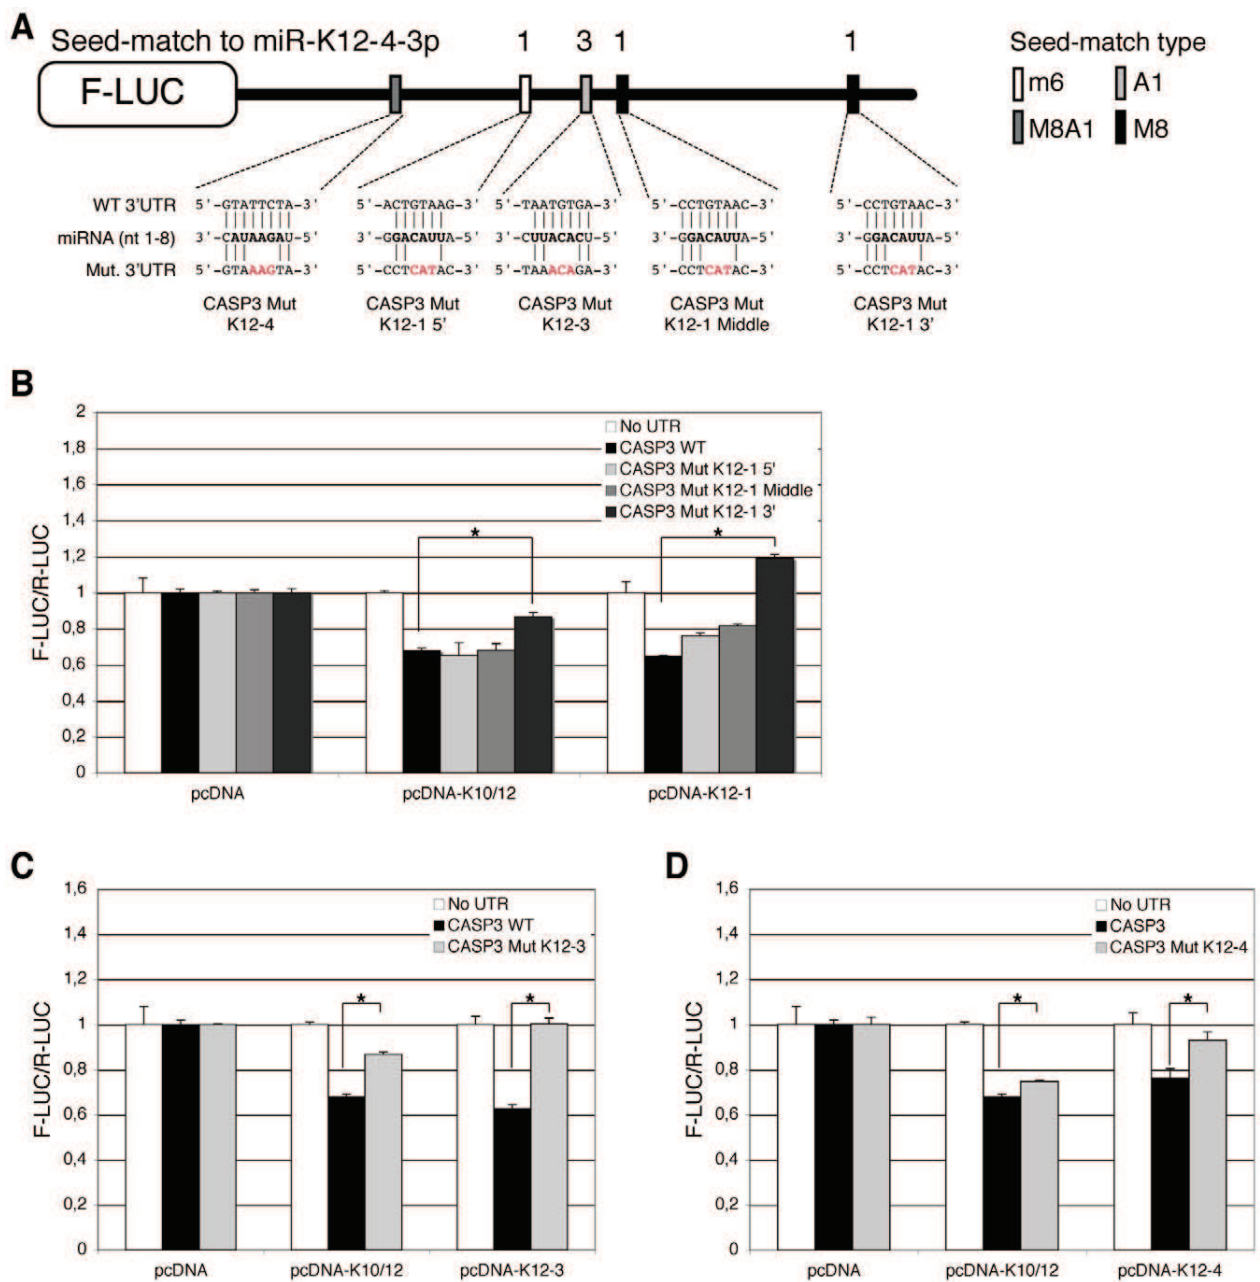 A
Seed-match to miR-K12-4-3p 1 3 1 1
F-LUC
Seed-match type
m6 A1
M8A1 M8
WT 3'UTR 5'-GTATTCTA-3' 5'-ACTGTAAG-3' 5'-TAATGTGA-3' 5'-CCTGTAAC-3' 5'-CCTGTAAC-3'
miRNA (nt 1-8) 3'-CAUAAGAU-5' 3'-GGACAUUA-5' 3'-CUUACACU-5' 3'-GGACAUUA-5' 3'-GGACAUUA-5'
Mut. 3'UTR 5'-GTAAAGTA-3' 5'-CCTCATAC-3' 5'-TAAACAGA-3' 5'-CCTCATAC-3' 5'-CCTCATAC-3'
CASP3 Mut K12-4
CASP3 Mut K12-1 5'
CASP3 Mut K12-3
CASP3 Mut K12-1 Middle
CASP3 Mut K12-1 3'
B
F-LUC/R-LUC
2
1,8
1,6
1,4
1,2
1
0,8
0,6
0,4
0,2
0
No UTR
CASP3 WT
CASP3 Mut K12-1 5'
CASP3 Mut K12-1 Middle
CASP3 Mut K12-1 3'
* *
pcDNA pcDNA-K10/12 pcDNA-K12-1
C
F-LUC/R-LUC
1,6
1,4
1,2
1
0,8
0,6
0,4
0,2
0
No UTR
CASP3 WT
CASP3 Mut K12-3
* *
pcDNA pcDNA-K10/12 pcDNA-K12-3
D
F-LUC/R-LUC
1,6
1,4
1,2
1
0,8
0,6
0,4
0,2
0
No UTR
CASP3
CASP3 Mut K12-4
* *
pcDNA pcDNA-K10/12 pcDNA-K12-4